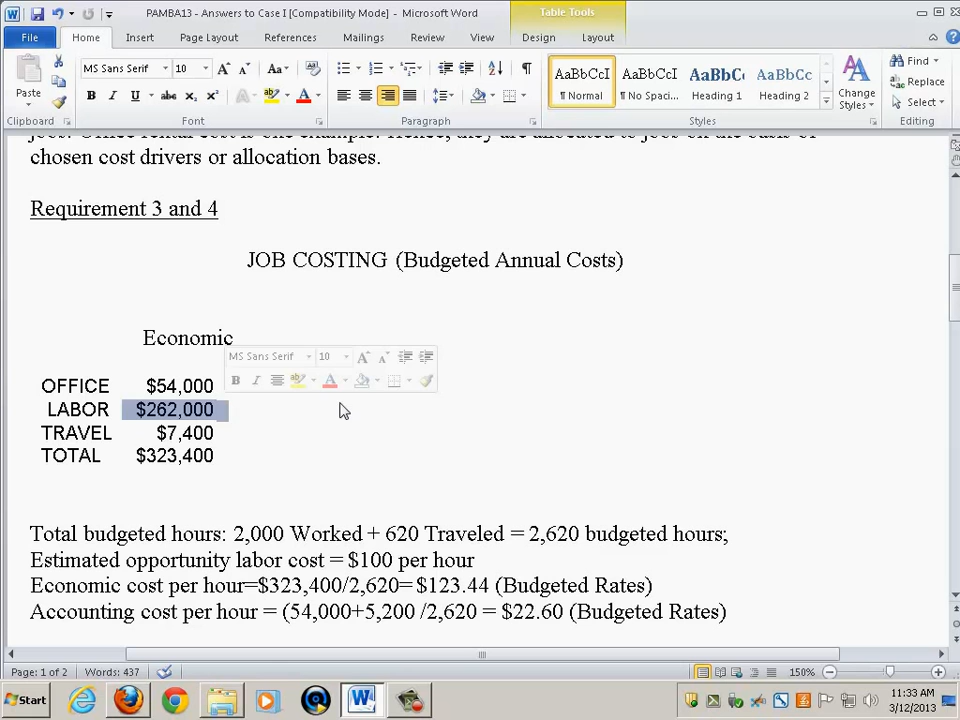 PAMBA13 - Answers to Case I [Compatibility Mode] - Microsoft Word
Table Tools
File Home Insert Page Layout References Mailings Review View Design Layout
Paste
Clipboard
MS Sans Serif 10
Font
Paragraph
AaBbCcI ¶ Normal
AaBbCcI ¶ No Spaci...
AaBbCc Heading 1
AaBbCc Heading 2
Change Styles
Styles
Find
Replace
Select
Editing
chosen cost drivers or allocation bases.
Requirement 3 and 4
JOB COSTING (Budgeted Annual Costs)
Economic
MS Sans Serif 10
OFFICE $54,000
LABOR $262,000
TRAVEL $7,400
TOTAL $323,400
Total budgeted hours: 2,000 Worked + 620 Traveled = 2,620 budgeted hours;
Estimated opportunity labor cost = $100 per hour
Economic cost per hour=$323,400/2,620= $123.44 (Budgeted Rates)
Accounting cost per hour = (54,000+5,200 /2,620 = $22.60 (Budgeted Rates)
Page: 1 of 2 Words: 437 150%
Start
11:33 AM
3/12/2013